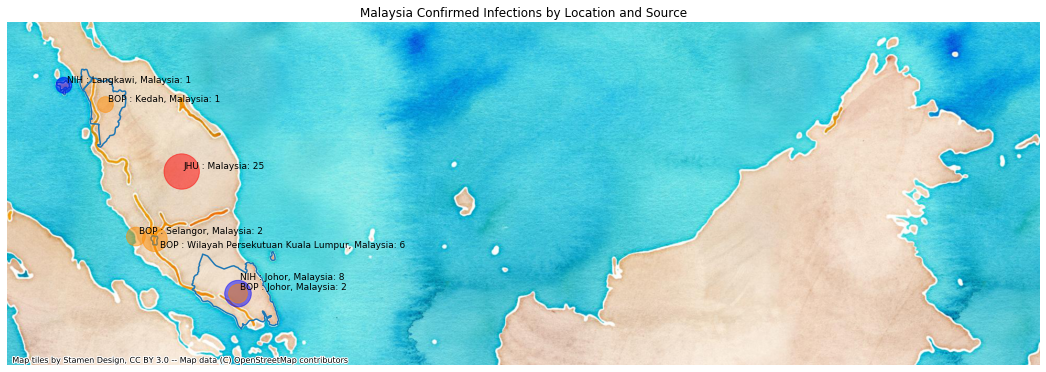 Malaysia Confirmed Infections by Location and Source
NIH : Langkawi, Malaysia: 1
BOP : Kedah, Malaysia: 1
JHU : Malaysia: 25
BOP : Selangor, Malaysia: 2
BOP : Wilayah Persekutuan Kuala Lumpur, Malaysia: 6
NIH : Johor, Malaysia: 8
BOP : Johor, Malaysia: 2
Map tiles by Stamen Design, CC BY 3.0 -- Map data (C) OpenStreetMap contributors